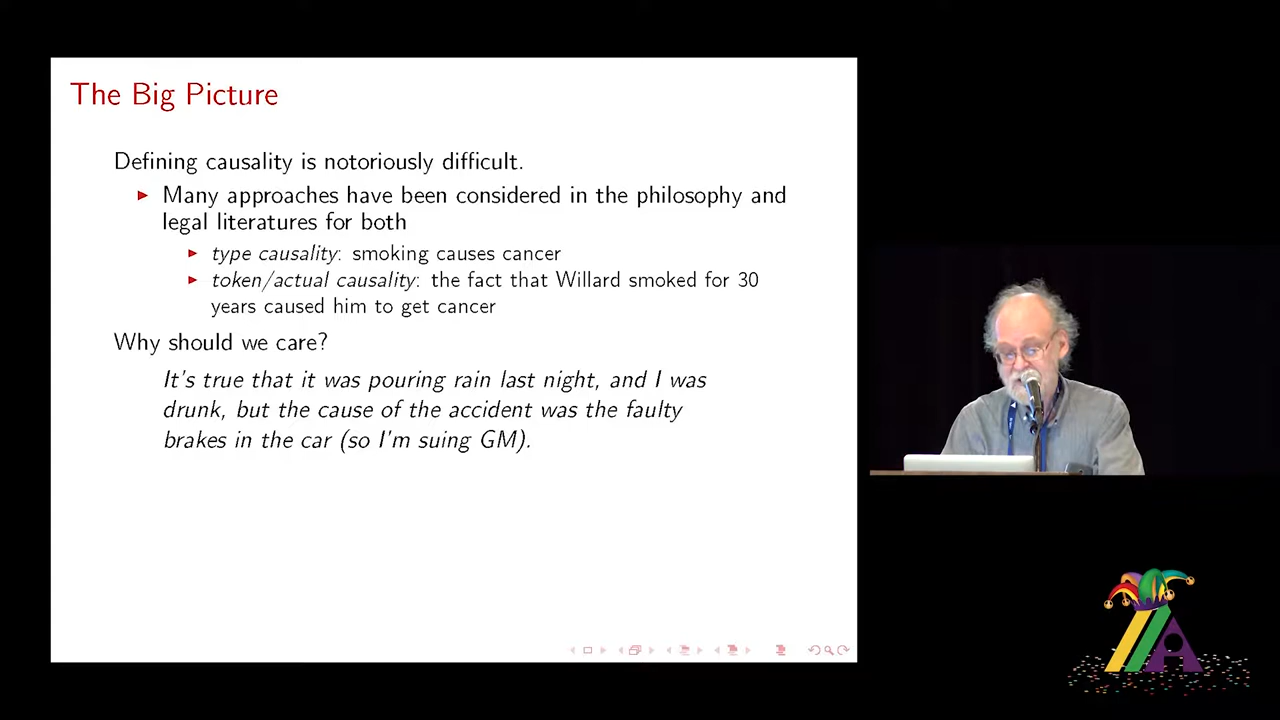 The Big Picture
Defining causality is notoriously difficult.
Many approaches have been considered in the philosophy and
legal literatures for both
type causality: smoking causes cancer
token/actual causality: the fact that Willard smoked for 30
years caused him to get cancer
Why should we care?
It's true that it was pouring rain last night, and I was
drunk, but the cause of the accident was the faulty
brakes in the car (so I'm suing GM).